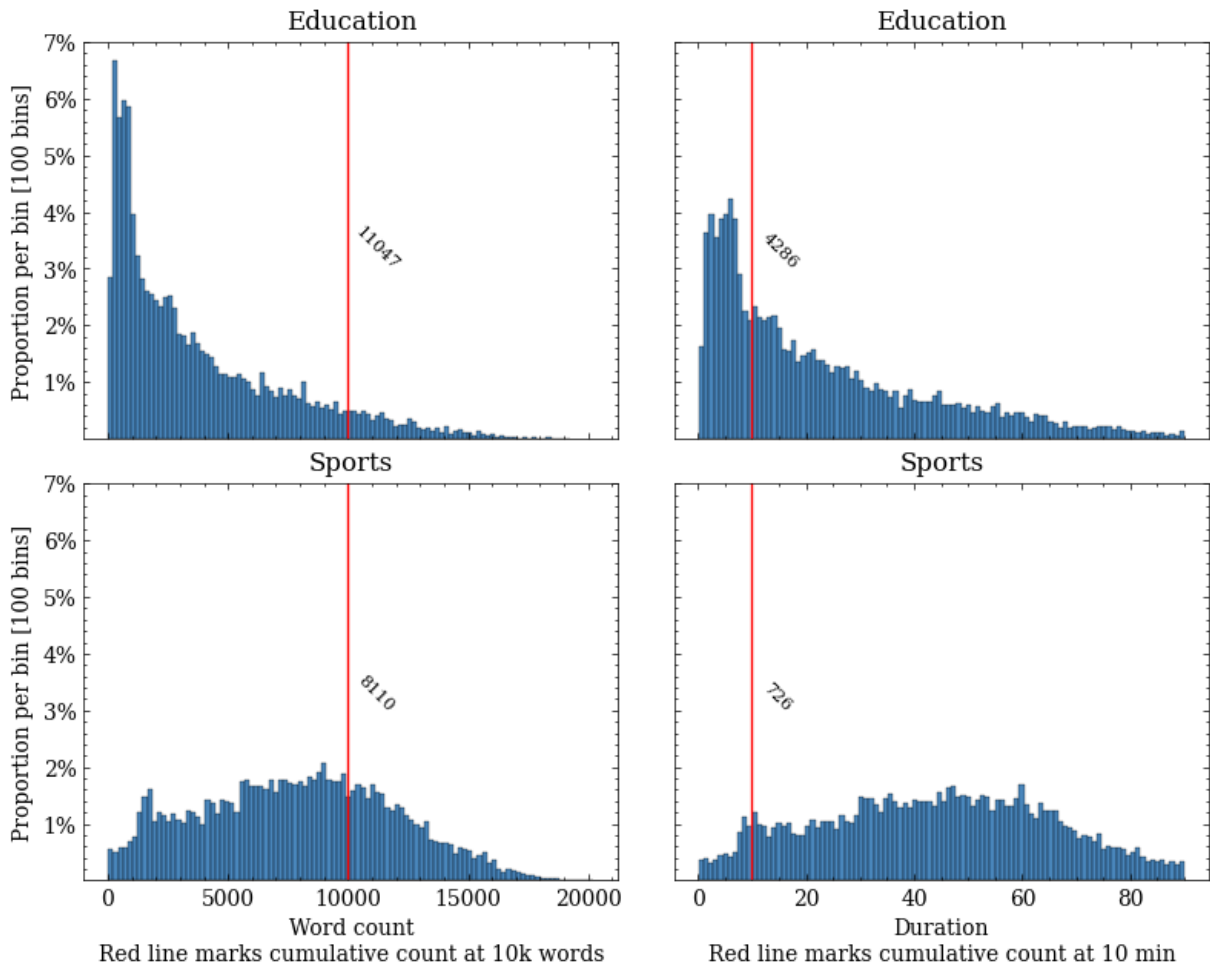 Education
Education
7%
6%
5%
4%
3%
2%
1%
Proportion per bin [100 bins]
11047
4286
Sports
Sports
7%
6%
5%
4%
3%
2%
1%
Proportion per bin [100 bins]
8110
726
0 5000 10000 15000 20000
0 20 40 60 80
Word count
Duration
Red line marks cumulative count at 10k words
Red line marks cumulative count at 10 min